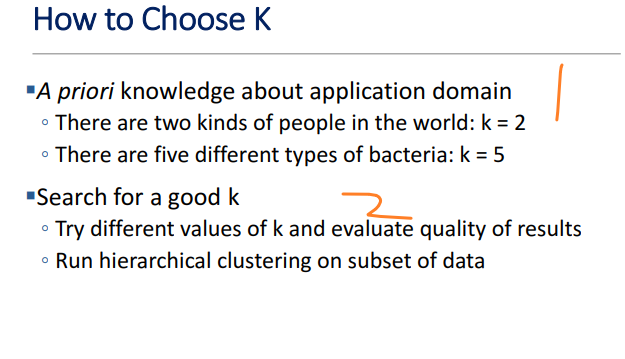 How to Choose K
▪A priori knowledge about application domain
◦ There are two kinds of people in the world: k = 2
◦ There are five different types of bacteria: k = 5
1
▪Search for a good k
2
◦ Try different values of k and evaluate quality of results
◦ Run hierarchical clustering on subset of data